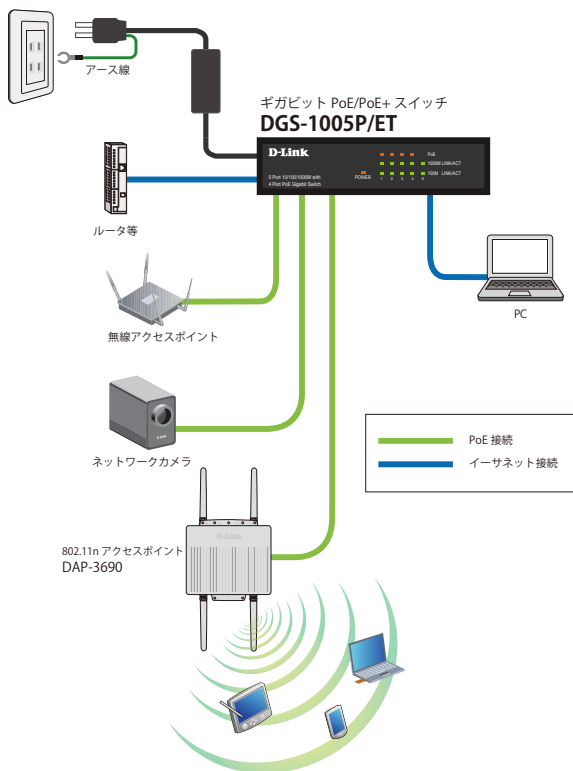 アース線
ギガビット PoE/PoE+ スイッチ
DGS-1005P/ET
D-Link
PoE
1000M LINK/ACT
5 Port 10/100/1000M with
4 Port PoE Gigabit Switch
POWER
1 2 3 4 5
100M LINK/ACT
ルータ等
PC
無線アクセスポイント
D-Link
ネットワークカメラ
PoE 接続
イーサネット接続
D-Link
802.11n アクセスポイント
DAP-3690